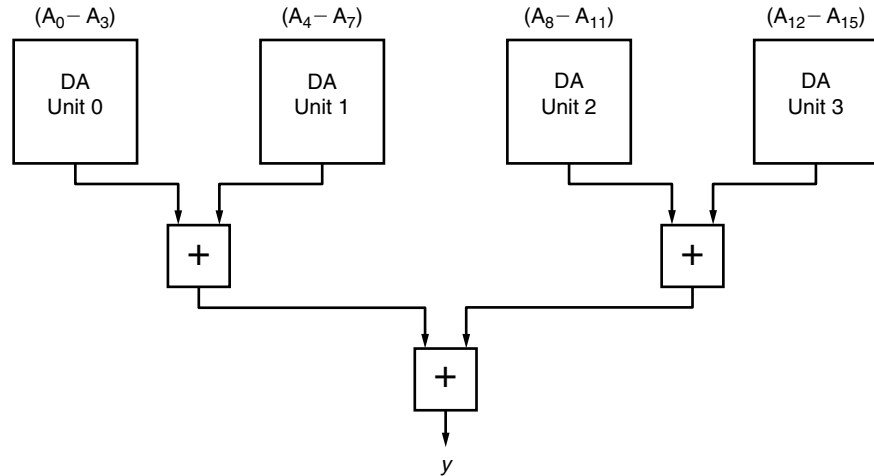 (A0 – A3) (A4 – A7) (A8 – A11) (A12 – A15)
DA
Unit 0
DA
Unit 1
DA
Unit 2
DA
Unit 3
+ +
+
y